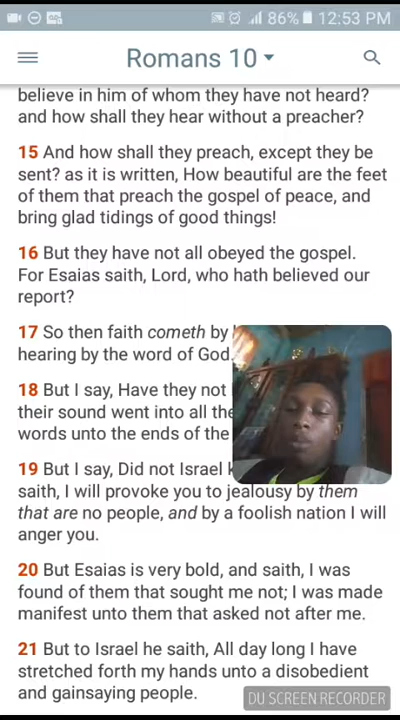 86% 12:53 PM
Romans 10
believe in him of whom they have not heard?
and how shall they hear without a preacher?
15 And how shall they preach, except they be
sent? as it is written, How beautiful are the feet
of them that preach the gospel of peace, and
bring glad tidings of good things!
16 But they have not all obeyed the gospel.
For Esaias saith, Lord, who hath believed our
report?
17 So then faith cometh by
hearing by the word of God.
18 But I say, Have they not
their sound went into all the
words unto the ends of the
19 But I say, Did not Israel
saith, I will provoke you to jealousy by them
that are no people, and by a foolish nation I will
anger you.
20 But Esaias is very bold, and saith, I was
found of them that sought me not; I was made
manifest unto them that asked not after me.
21 But to Israel he saith, All day long I have
stretched forth my hands unto a disobedient
and gainsaying people.
DU SCREEN RECORDER